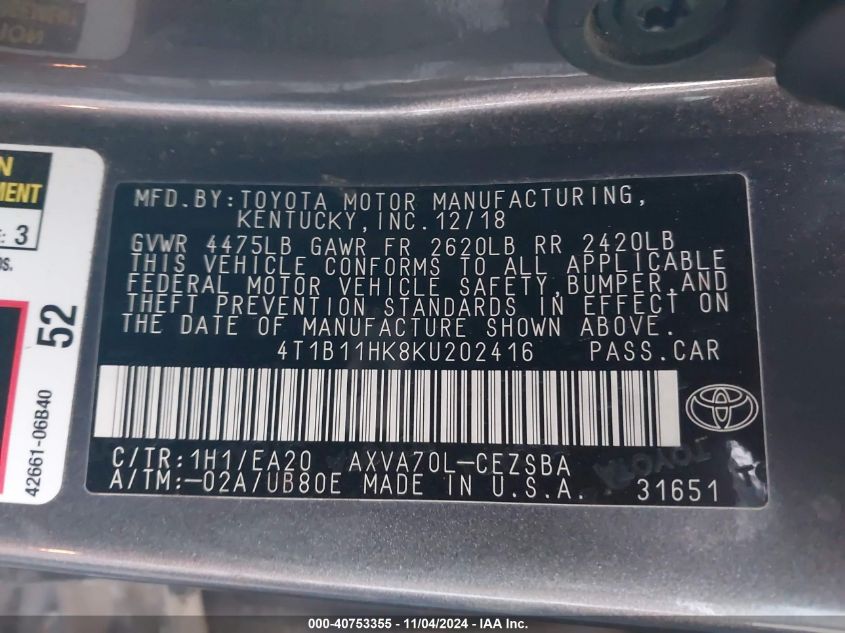 MFD. BY: TOYOTA MOTOR MANUFACTURING,
KENTUCKY, INC. 12/18
GVWR 4475LB GAWR FR 2620LB RR 2420LB
THIS VEHICLE CONFORMS TO ALL APPLICABLE
FEDERAL MOTOR VEHICLE SAFETY, BUMPER, AND
THEFT PREVENTION STANDARDS IN EFFECT ON
THE DATE OF MANUFACTURE SHOWN ABOVE.
4T1B11HK8KU202416 PASS. CAR
C/TR: 1H1/EA20 AXVA70L-CEZSBA
A/TM: -02A/UB80E MADE IN U.S.A. 31651
TOYOTA
3
52
42661-06B40
000-40753355 - 11/04/2024 - IAA Inc.